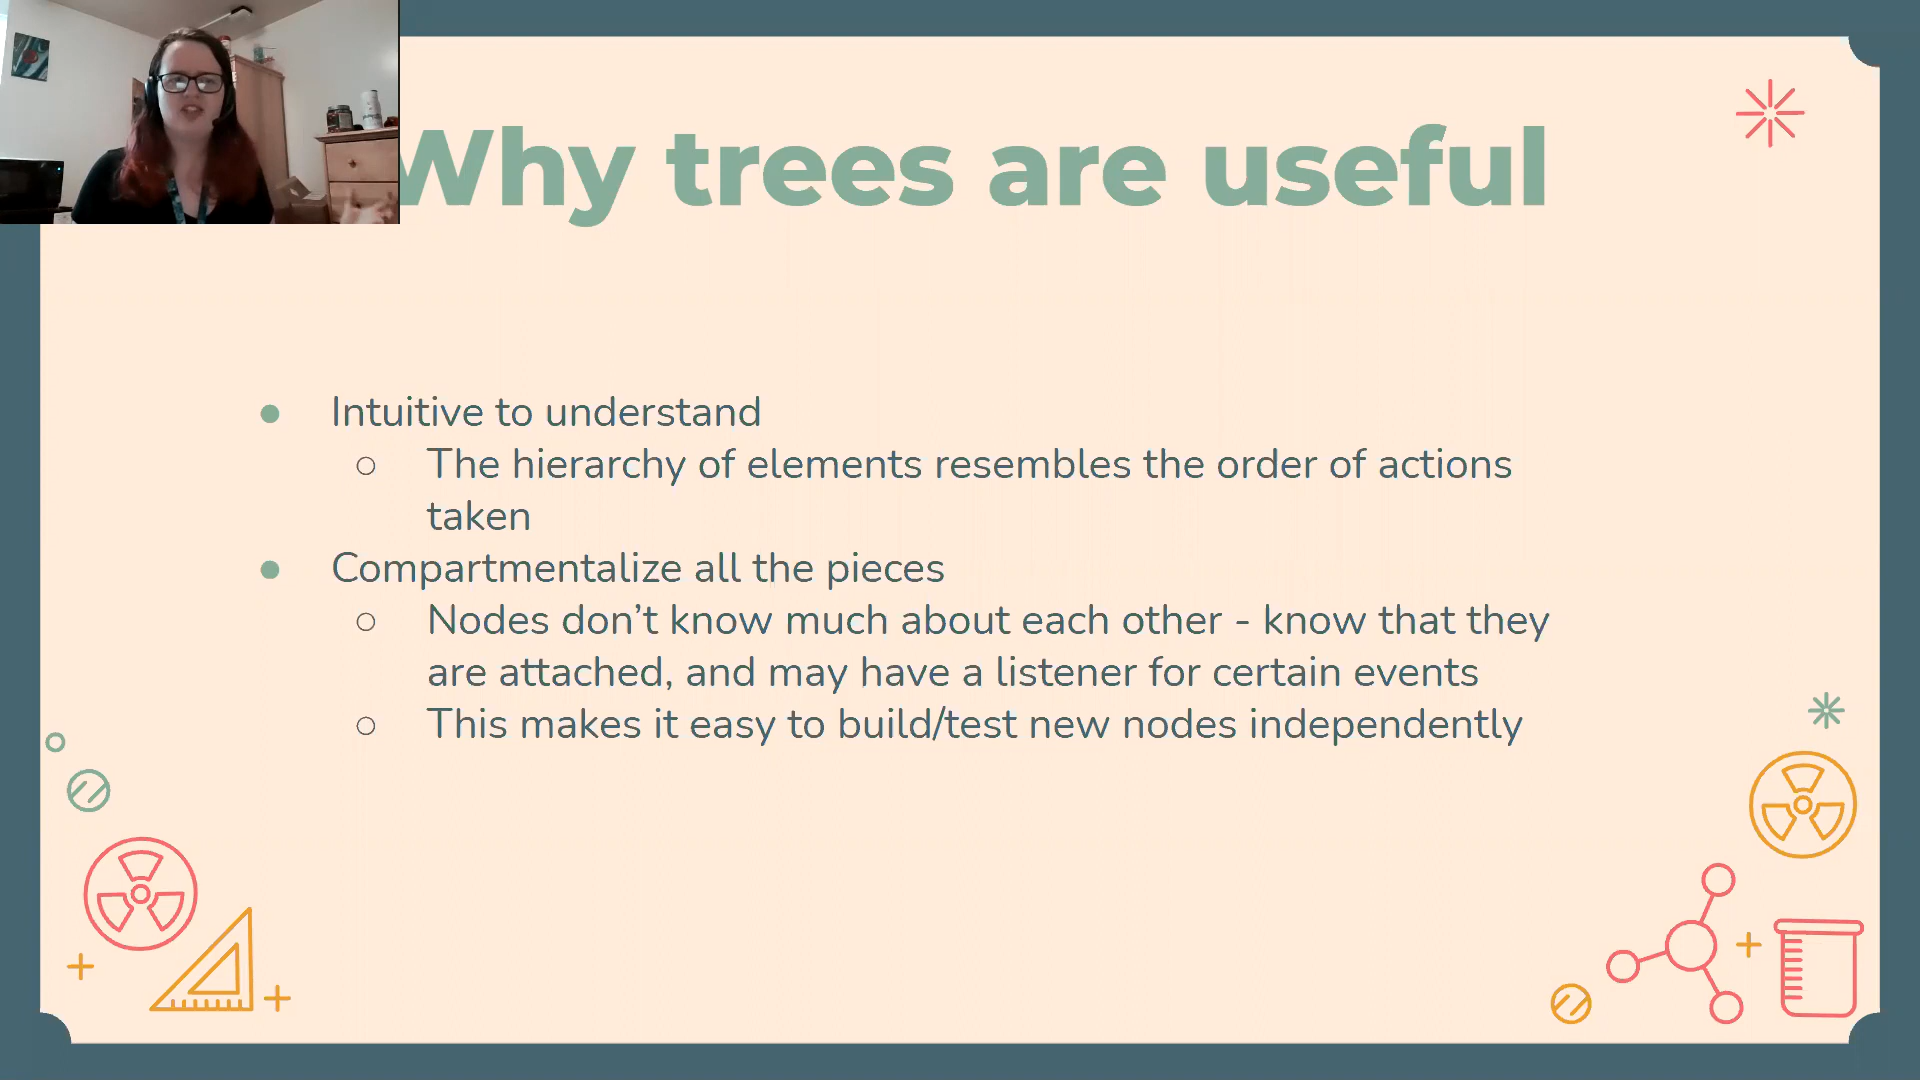 Why trees are useful
● Intuitive to understand
○ The hierarchy of elements resembles the order of actions
taken
● Compartmentalize all the pieces
○ Nodes don’t know much about each other - know that they
are attached, and may have a listener for certain events
○ This makes it easy to build/test new nodes independently